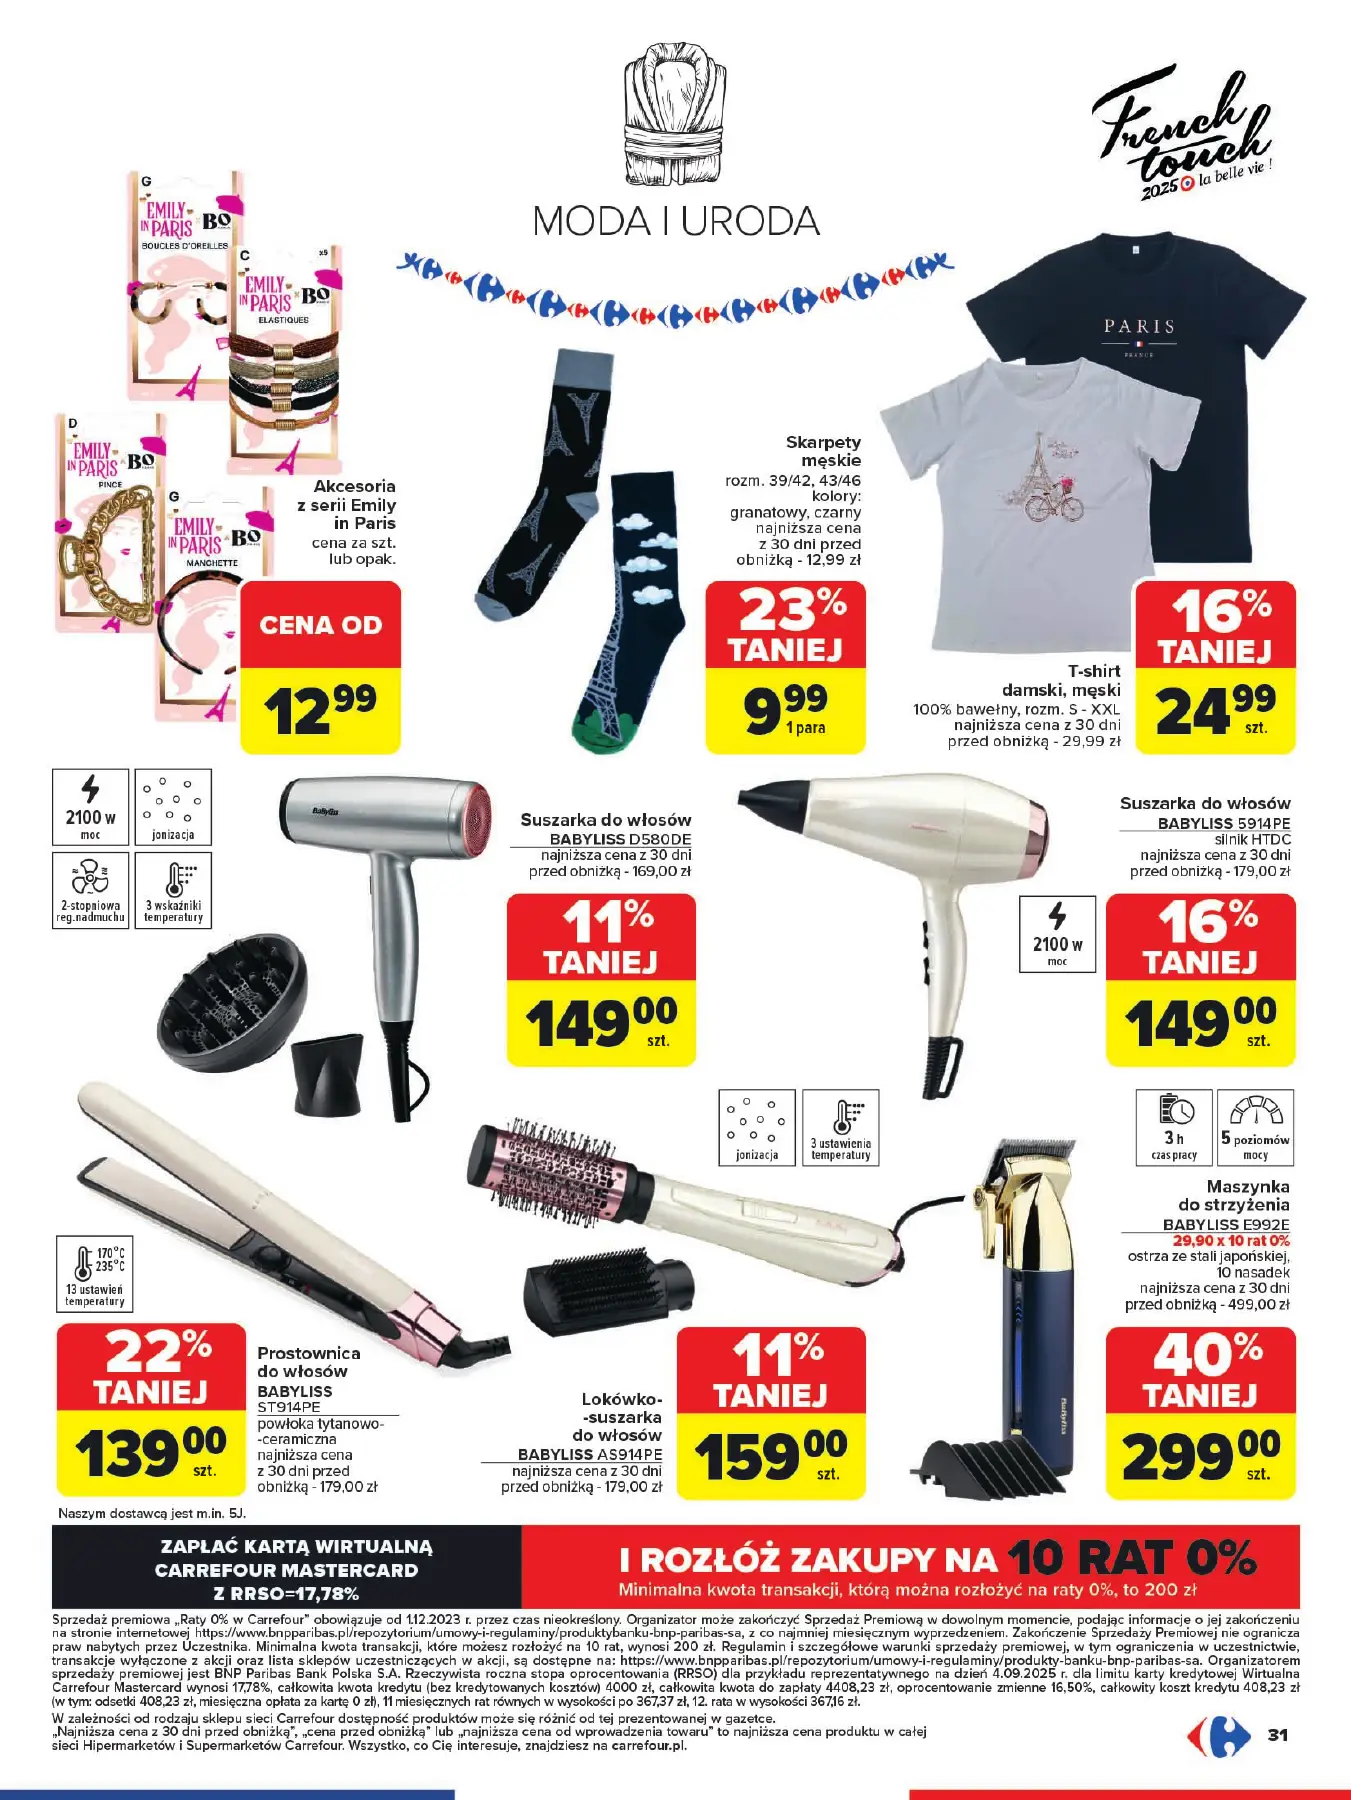 French
touch
2025 la belle vie !
MODA I URODA
G
EMILY
IN PARIS
BO
BOUCLES D'OREILLES
C
x5
EMILY
IN PARIS
x BO
ELASTIQUES
D
EMILY
IN PARIS
BO
PINCE
G
EMILY
IN PARIS
BO
MANCHETTE
Akcesoria
z serii Emily
in Paris
cena za szt.
lub opak.
CENA OD
12 99
Skarpety
męskie
rozm. 39/42, 43/46
kolory:
granatowy, czarny
najniższa cena
z 30 dni przed
obniżką - 12,99 zł
23%
TANIEJ
9 99
1 para
PARIS
FRANCE
T-shirt
damski, męski
100% bawełny, rozm. S - XXL
najniższa cena z 30 dni
przed obniżką - 29,99 zł
16%
TANIEJ
24 99
szt.
2100 w
moc
jonizacja
2-stopniowa
reg.nadmuchu
3 wskaźniki
temperatury
BaByliss
Suszarka do włosów
BABYLISS D580DE
najniższa cena z 30 dni
przed obniżką - 169,00 zł
11%
TANIEJ
149 00
szt.
Suszarka do włosów
BABYLISS 5914PE
silnik HTDC
najniższa cena z 30 dni
przed obniżką - 179,00 zł
2100 w
moc
16%
TANIEJ
149 00
szt.
170°C
235°C
13 ustawień
temperatury
22%
TANIEJ
139 00
szt.
Prostownica
do włosów
BABYLISS
ST914PE
powłoka tytanowo-
-ceramiczna
najniższa cena
z 30 dni przed
obniżką - 179,00 zł
jonizacja
3 ustawienia
temperatury
Lokówko-
-suszarka
do włosów
BABYLISS AS914PE
najniższa cena z 30 dni
przed obniżką - 179,00 zł
11%
TANIEJ
159 00
szt.
3 h
czas pracy
5 poziomów
mocy
Maszynka
do strzyżenia
BABYLISS E992E
29,90 x 10 rat 0%
ostrza ze stali japońskiej,
10 nasadek
najniższa cena z 30 dni
przed obniżką - 499,00 zł
BaByliss
40%
TANIEJ
299 00
szt.
Naszym dostawcą jest m.in. 5J.
ZAPŁAĆ KARTĄ WIRTUALNĄ
CARREFOUR MASTERCARD
Z RRSO=17,78%
I ROZŁÓŻ ZAKUPY NA 10 RAT 0%
Minimalna kwota transakcji, którą można rozłożyć na raty 0%, to 200 zł
Sprzedaż premiowa „Raty 0% w Carrefour" obowiązuje od 1.12.2023 r. przez czas nieokreślony. Organizator może zakończyć Sprzedaż Premiową w dowolnym momencie, podając informacje o jej zakończeniu
na stronie internetowej https://www.bnpparibas.pl/repozytorium/umowy-i-regulaminy/produktybanku-bnp-paribas-sa, z co najmniej miesięcznym wyprzedzeniem. Zakończenie Sprzedaży Premiowej nie ogranicza
praw nabytych przez Uczestnika. Minimalna kwota transakcji, które możesz rozłożyć na 10 rat, wynosi 200 zł. Regulamin i szczegółowe warunki sprzedaży premiowej, w tym ograniczenia w uczestnictwie,
transakcje wyłączone z akcji oraz lista sklepów uczestniczących w akcji, są dostępne na: https://www.bnpparibas.pl/repozytorium/umowy-i-regulaminy/produkty-banku-bnp-paribas-sa. Organizatorem
sprzedaży premiowej jest BNP Paribas Bank Polska S.A. Rzeczywista roczna stopa oprocentowania (RRSO) dla przykładu reprezentatywnego na dzień 4.09.2025 r. dla limitu karty kredytowej Wirtualna
Carrefour Mastercard wynosi 17,78%, całkowita kwota kredytu (bez kredytowanych kosztów) 4000 zł, całkowita kwota do zapłaty 4408,23 zł, oprocentowanie zmienne 16,50%, całkowity koszt kredytu 408,23 zł
(w tym: odsetki 408,23 zł, miesięczna opłata za kartę 0 zł), 11 miesięcznych rat równych w wysokości po 367,37 zł, 12. rata w wysokości 367,16 zł.
W zależności od rodzaju sklepu sieci Carrefour dostępność produktów może się różnić od tej prezentowanej w gazetce.
„Najniższa cena z 30 dni przed obniżką", „cena przed obniżką" lub „najniższa cena od wprowadzenia towaru" to najniższa cena produktu w całej
sieci Hipermarketów i Supermarketów Carrefour. Wszystko, co Cię interesuje, znajdziesz na carrefour.pl.
31